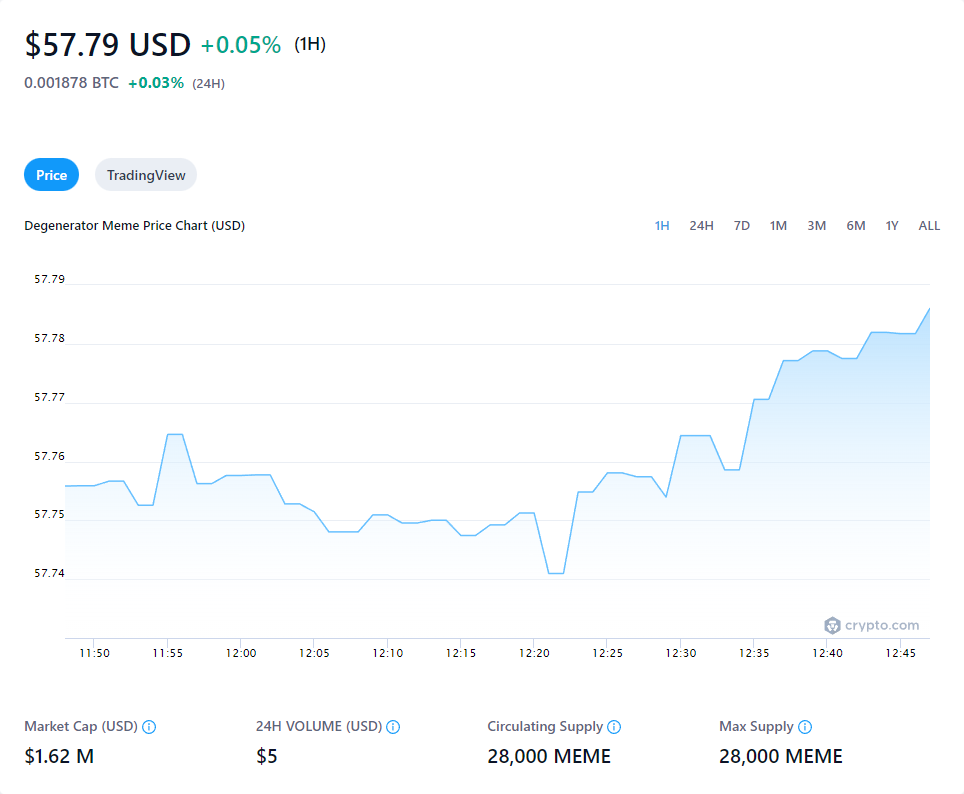 $57.79 USD +0.05% (1H)
0.001878 BTC +0.03% (24H)
Price TradingView
Degenerator Meme Price Chart (USD) 1H 24H 7D 1M 3M 6M 1Y ALL
57.79
57.78
57.77
57.76
57.75
57.74
crypto.com
11:50 11:55 12:00 12:05 12:10 12:15 12:20 12:25 12:30 12:35 12:40 12:45
Market Cap (USD) 24H VOLUME (USD) Circulating Supply Max Supply
$1.62 M $5 28,000 MEME 28,000 MEME